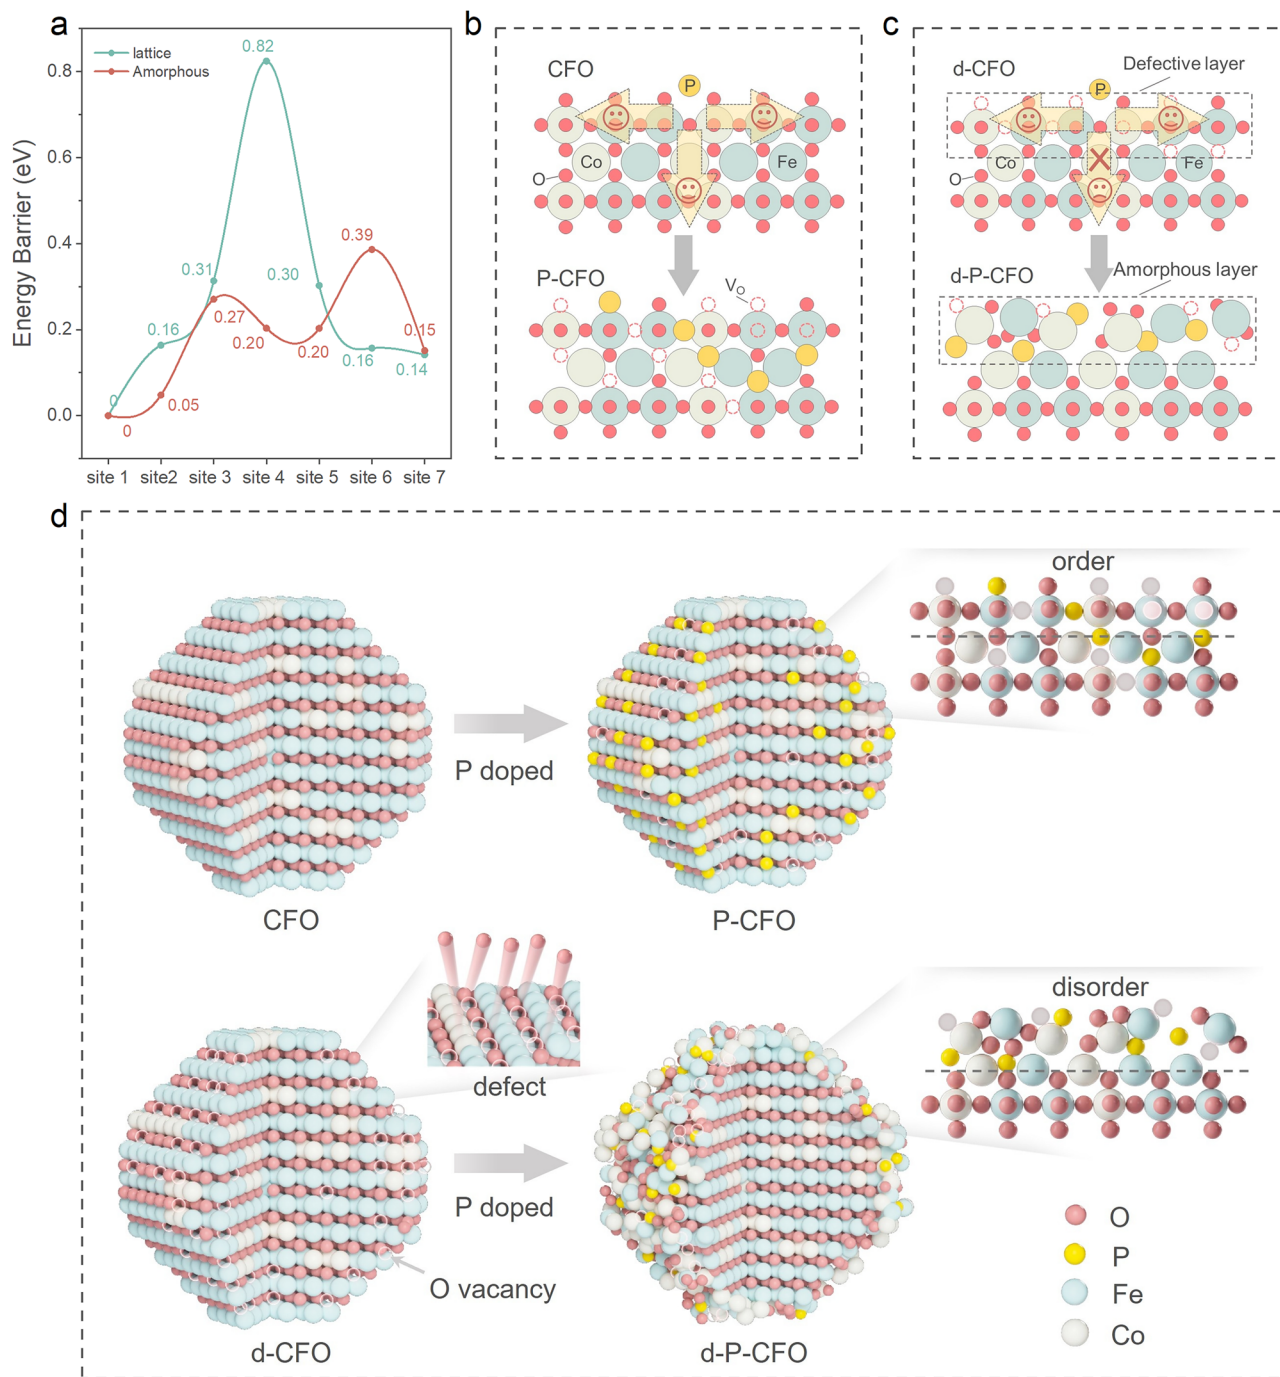 a
Energy Barrier (eV)
0.8
0.6
0.4
0.2
0.0
lattice
Amorphous
0
0.16
0.31
0.82
0.30
0.16
0.14
0
0.05
0.27
0.20
0.20
0.39
0.15
site 1
site2
site 3
site 4
site 5
site 6
site 7
b
CFO
P
Co
Fe
O
P-CFO
Vo
c
d-CFO
Defective layer
P
Co
Fe
O
d-P-CFO
Amorphous layer
d
order
P doped
CFO
P-CFO
defect
disorder
P doped
O vacancy
d-CFO
d-P-CFO
O
P
Fe
Co